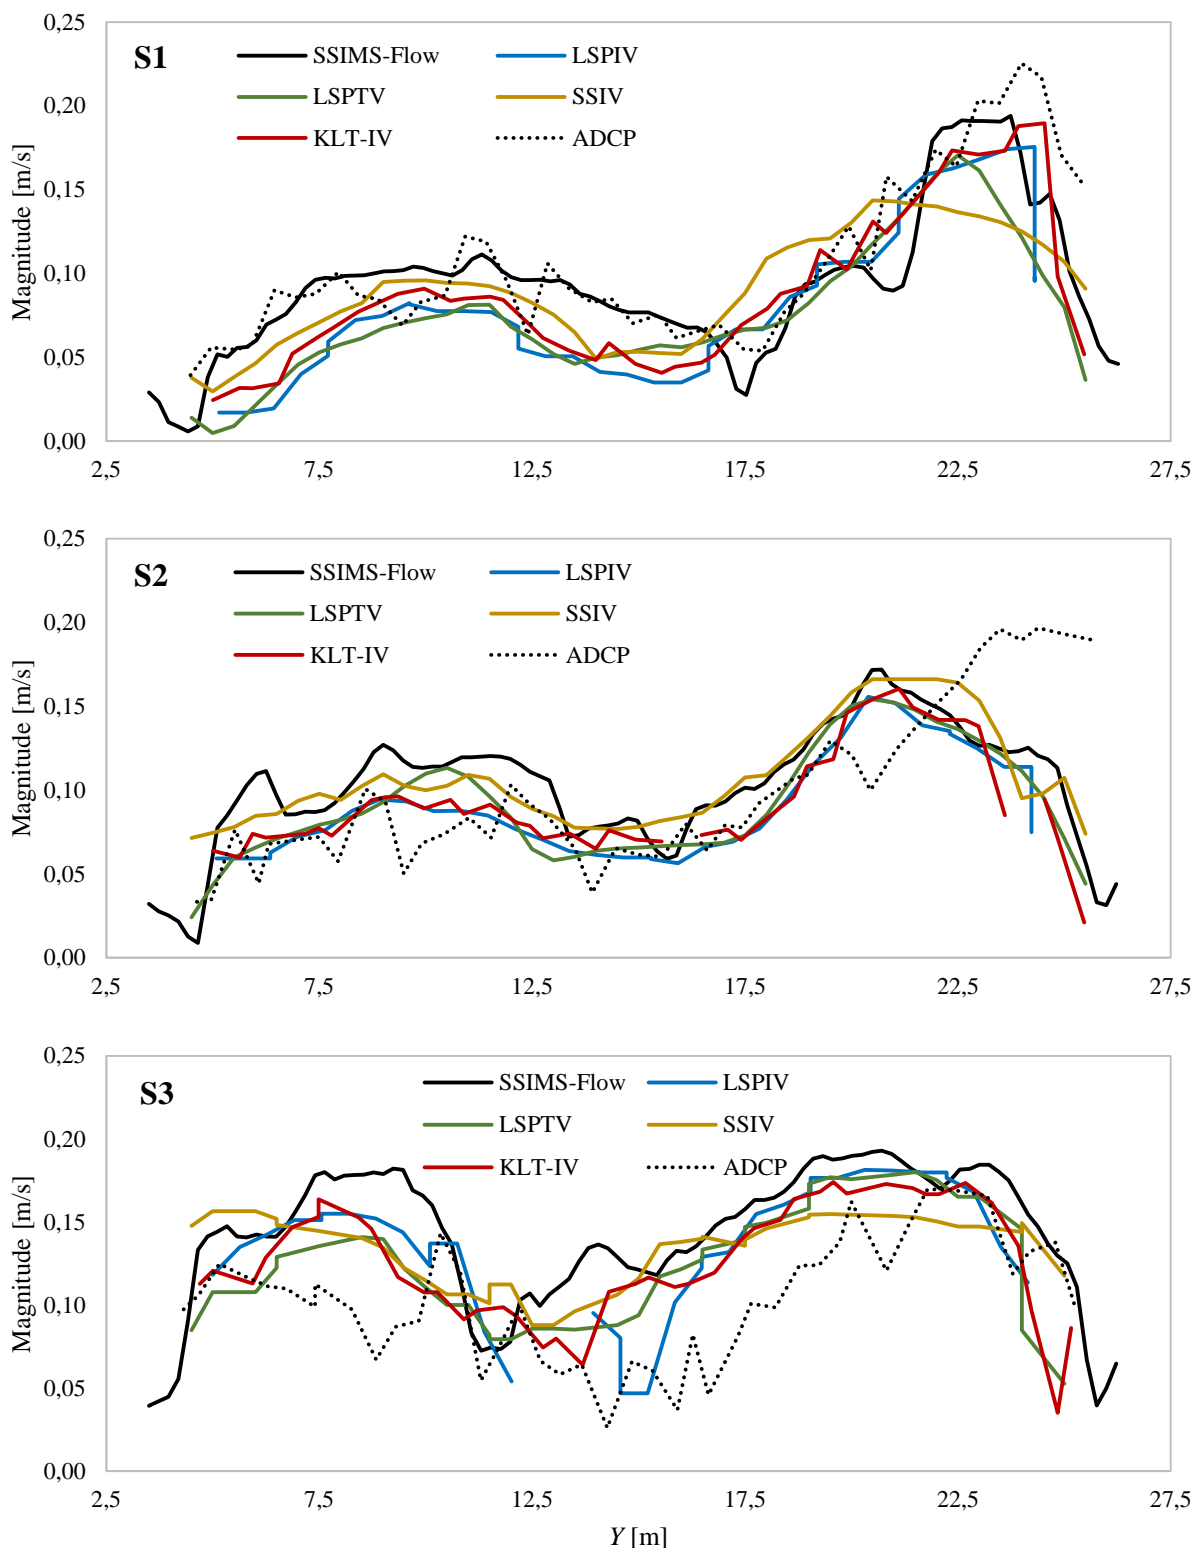 0,25
S1
SSIMS-Flow LSPIV
0,20
LSPTV SSIV
KLT-IV ADCP
0,15
Magnitude [m/s]
0,10
0,05
0,00
2,5 7,5 12,5 17,5 22,5 27,5
0,25
S2
SSIMS-Flow LSPIV
0,20
LSPTV SSIV
KLT-IV ADCP
0,15
Magnitude [m/s]
0,10
0,05
0,00
2,5 7,5 12,5 17,5 22,5 27,5
0,25
S3
SSIMS-Flow LSPIV
0,20
LSPTV SSIV
KLT-IV ADCP
0,15
Magnitude [m/s]
0,10
0,05
0,00
2,5 7,5 12,5 17,5 22,5 27,5
Y [m]